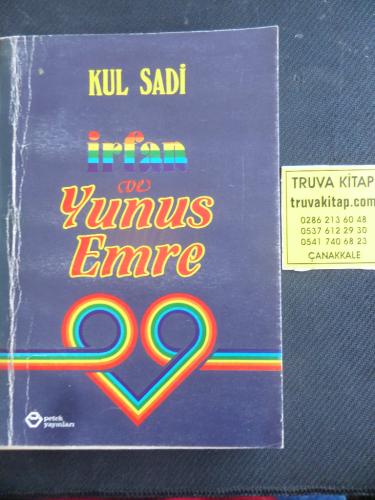 KUL SADİ
irfan
ve
Yunus
Emre
petek
yayınları
TRUVA KİTAP
truvakitap.com
0286 213 60 48
0537 612 29 30
0541 740 68 23
ÇANAKKALE